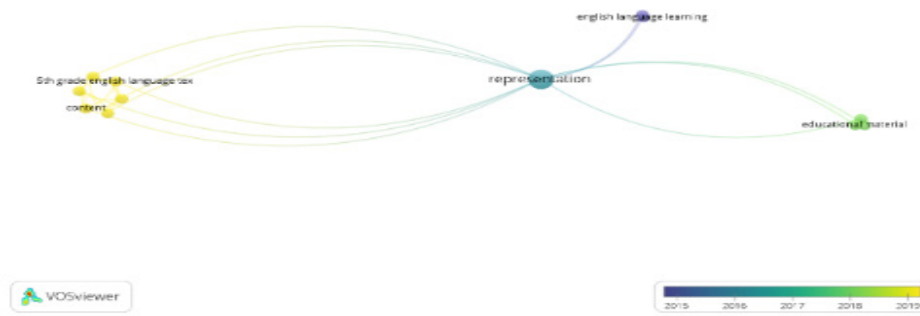 english language learning
5th grade english language tex
representation
content
educational material
VOSviewer
2015 2016 2017 2018 2019